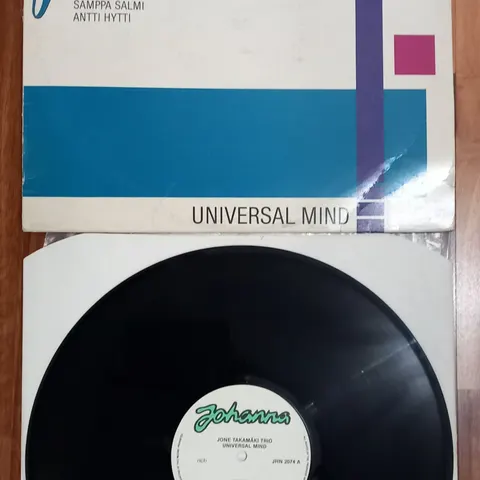 SAMPPA SALMI
ANTTI HYTTI
UNIVERSAL MIND
Johanna
JONE TAKAMÄKI TRIO
UNIVERSAL MIND
JHN 2074 A